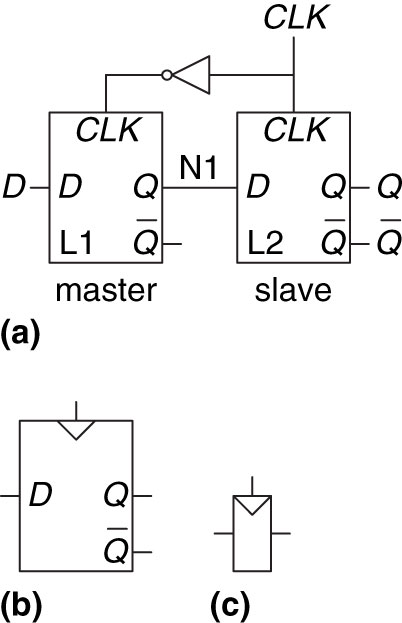 CLK
CLK CLK
D D Q N1 D Q Q
L1 Q̅ L2 Q̅ Q̅
master slave
(a)
D Q
Q̅
(b) (c)